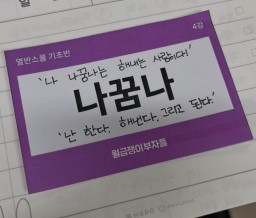 일
열반스쿨 기초반
4강
'나 나꿈나는 해내는 사람이다!'
나꿈나
'난 한다. 해낸다. 그리고 된다.'
월급쟁이부자들